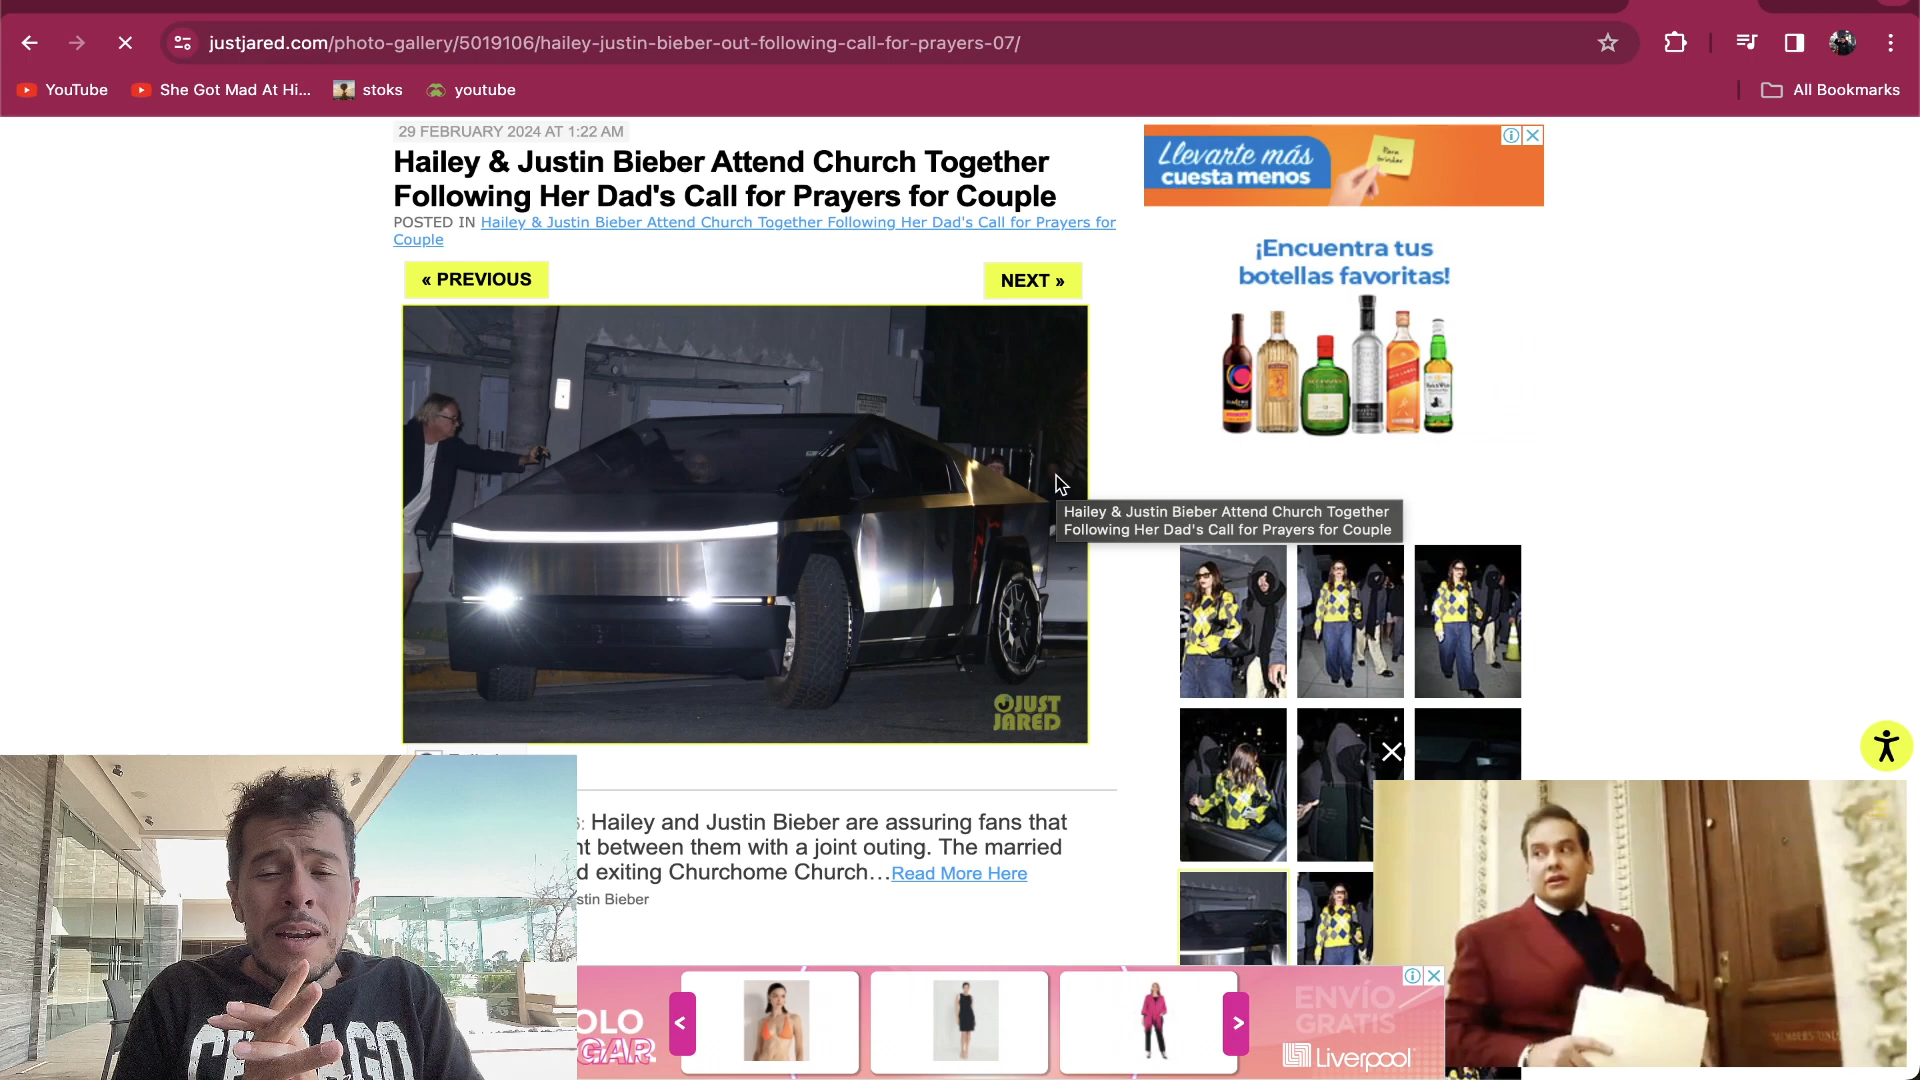 justjared.com/photo-gallery/5019106/hailey-justin-bieber-out-following-call-for-prayers-07/
YouTube
She Got Mad At Hi...
stoks
youtube
All Bookmarks
29 FEBRUARY 2024 AT 1:22 AM
Hailey & Justin Bieber Attend Church Together
Following Her Dad's Call for Prayers for Couple
POSTED IN Hailey & Justin Bieber Attend Church Together Following Her Dad's Call for Prayers for
Couple
« PREVIOUS
NEXT »
Llevarte más
cuesta menos
Para
brindar
¡Encuentra tus
botellas favoritas!
Hailey & Justin Bieber Attend Church Together
Following Her Dad's Call for Prayers for Couple
JUST
JARED
: Hailey and Justin Bieber are assuring fans that
between them with a joint outing. The married
exiting Churchome Church…Read More Here
stin Bieber
OLO
GAR
<
>
ENVÍO
GRATIS
Liverpool
CHICAGO